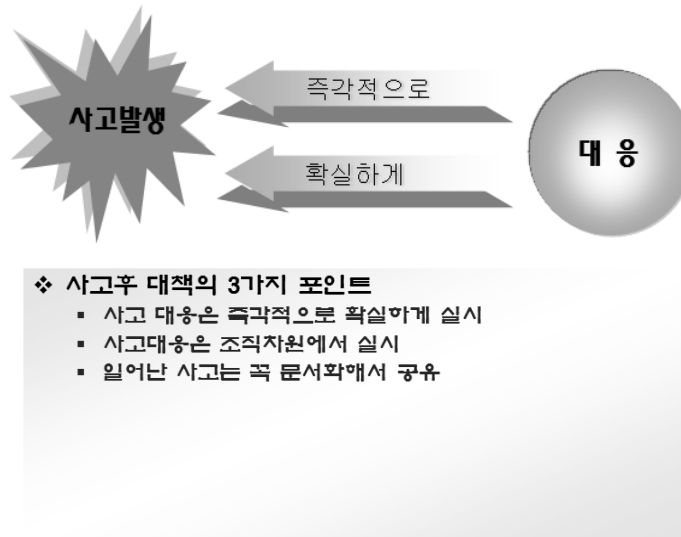 즉각적으로
사고발생
대 응
확실하게
❖ 사고후 대책의 3가지 포인트
▪ 사고 대응은 즉각적으로 확실하게 실시
▪ 사고대응은 조직차원에서 실시
▪ 일어난 사고는 꼭 문서화해서 공유